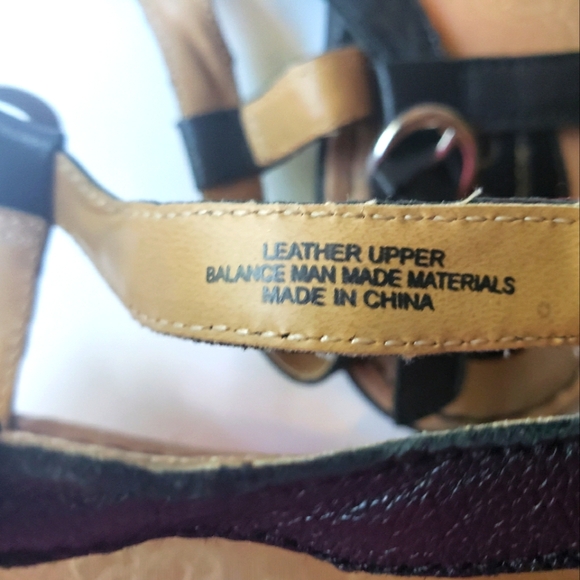 LEATHER UPPER
BALANCE MAN MADE MATERIALS
MADE IN CHINA